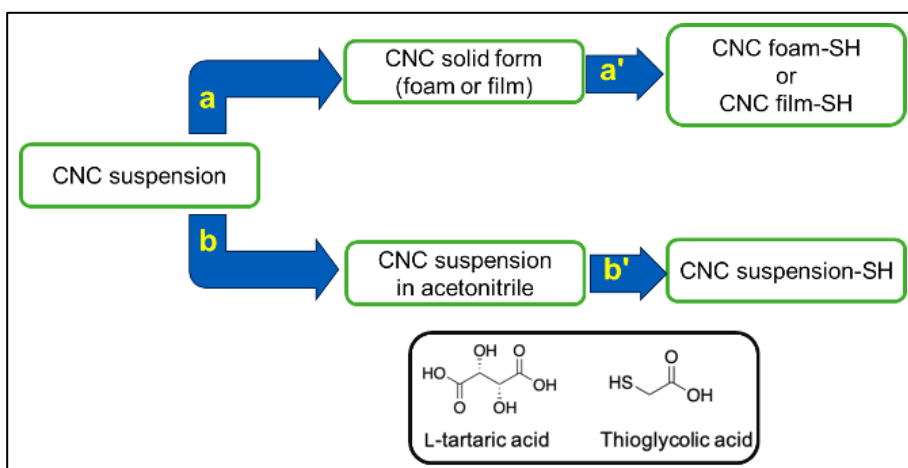 a
CNC solid form
(foam or film)
a'
CNC foam-SH
or
CNC film-SH
CNC suspension
b
CNC suspension
in acetonitrile
b'
CNC suspension-SH
OH
O
HO
OH
O
OH
L-tartaric acid
O
HS
OH
Thioglycolic acid